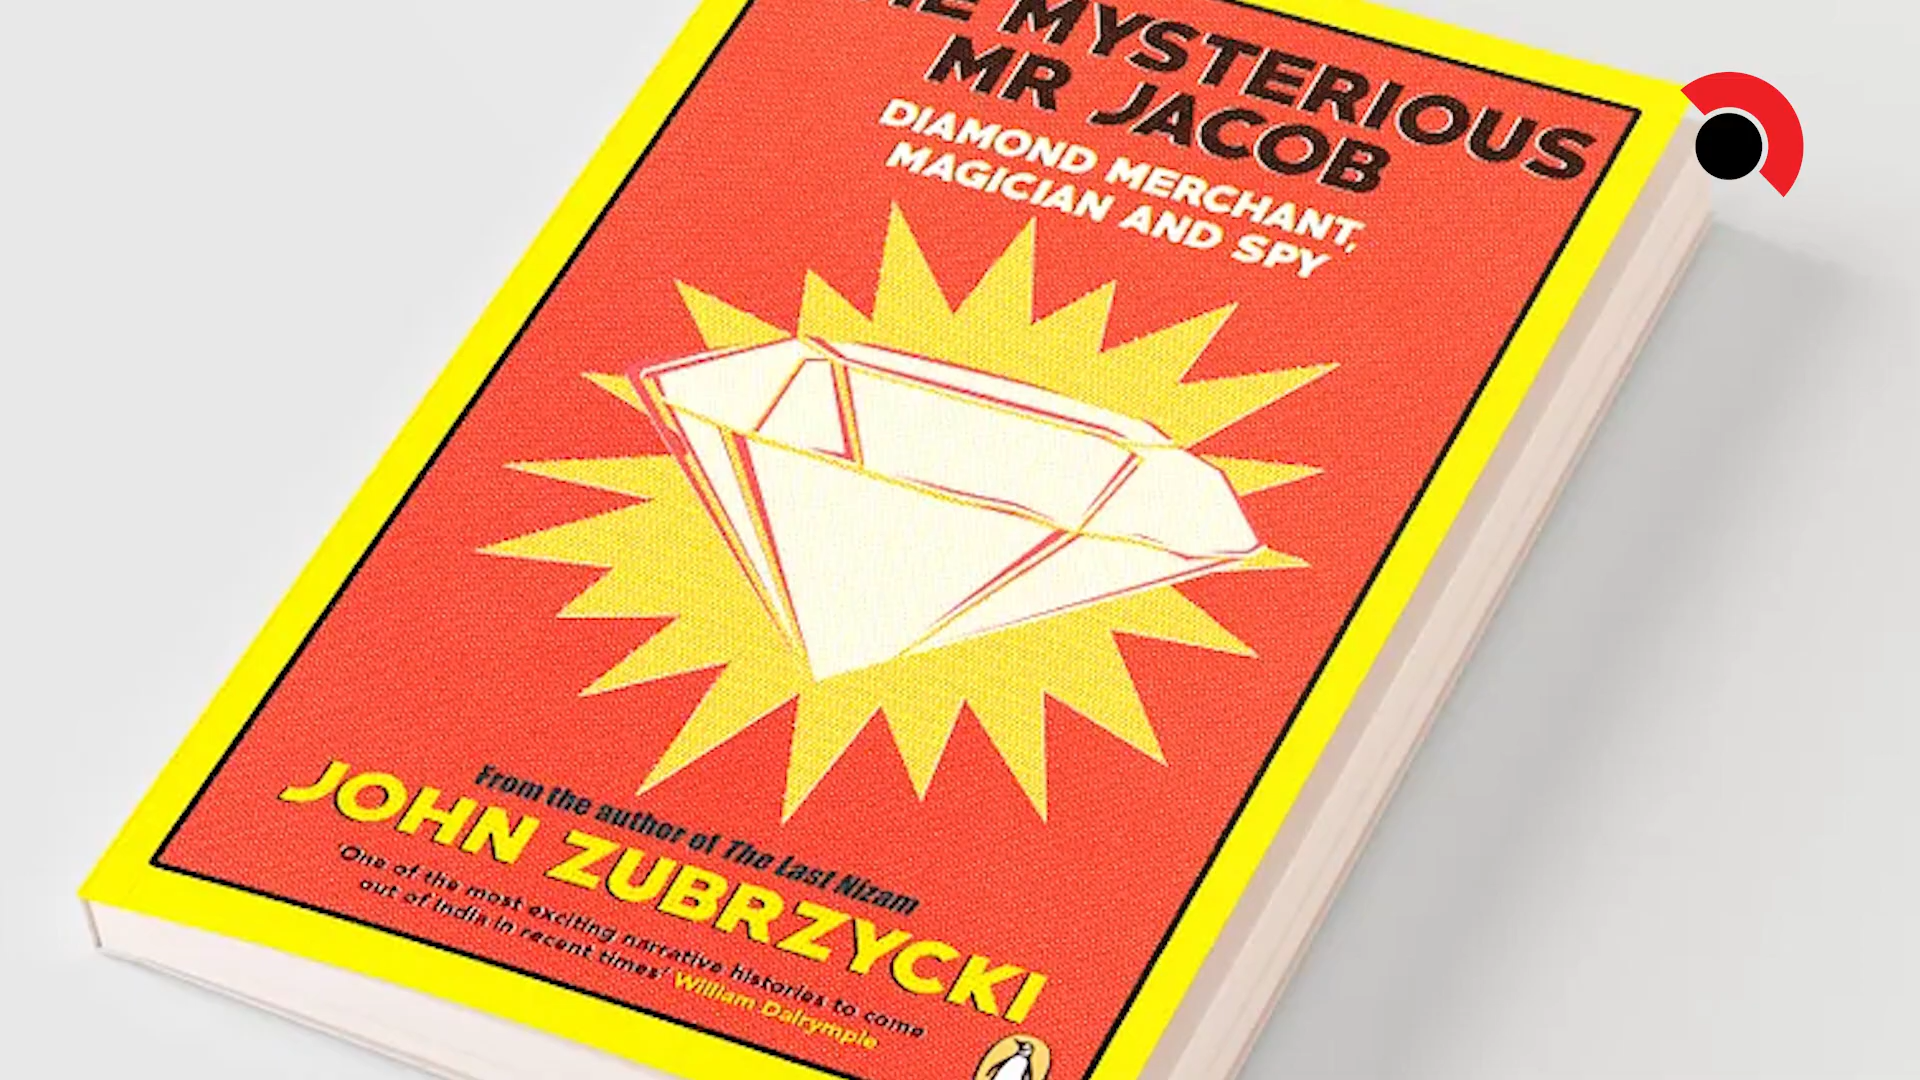 MYSTERIOUS
MR JACOB
DIAMOND MERCHANT,
MAGICIAN AND SPY
From the author of The Last Nizam
JOHN ZUBRZYCKI
'One of the most exciting narrative histories to come
out of India in recent times' William Dalrymple